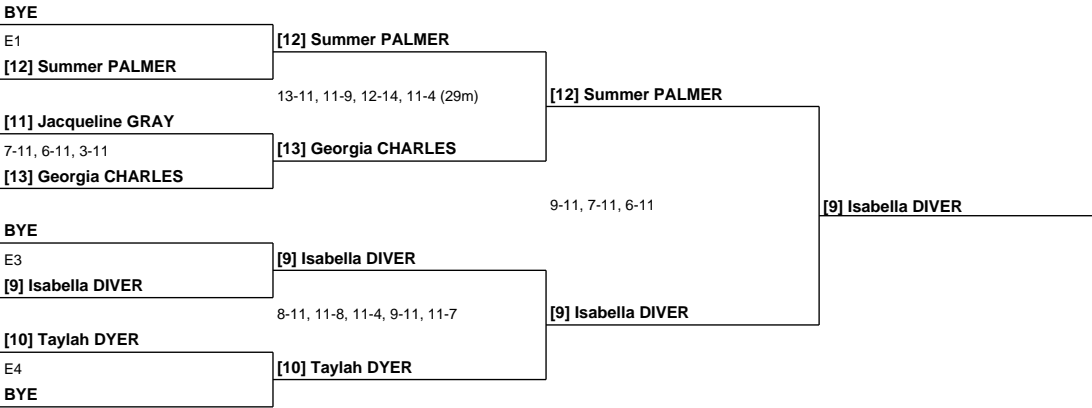 BYE
E1
[12] Summer PALMER
[12] Summer PALMER
13-11, 11-9, 12-14, 11-4 (29m)
[12] Summer PALMER
[11] Jacqueline GRAY
7-11, 6-11, 3-11
[13] Georgia CHARLES
[13] Georgia CHARLES
9-11, 7-11, 6-11
[9] Isabella DIVER
BYE
E3
[9] Isabella DIVER
[9] Isabella DIVER
8-11, 11-8, 11-4, 9-11, 11-7
[9] Isabella DIVER
[10] Taylah DYER
E4
[10] Taylah DYER
BYE